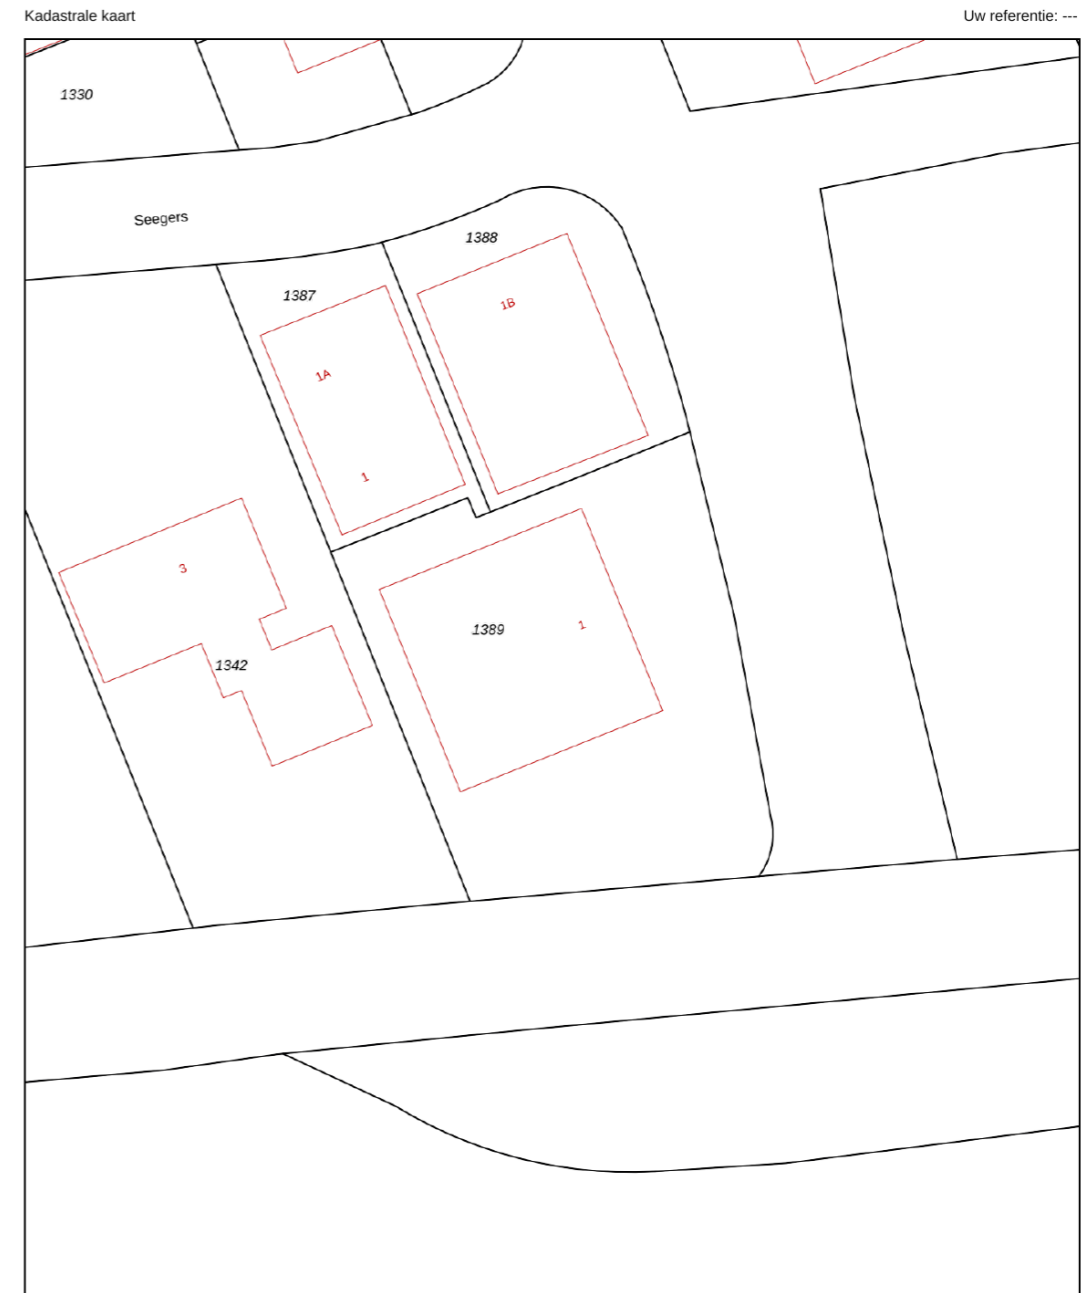 Kadastrale kaart
Uw referentie: ---
1330
Seegers
1388
1387
1B
1A
1
3
1389
1
1342